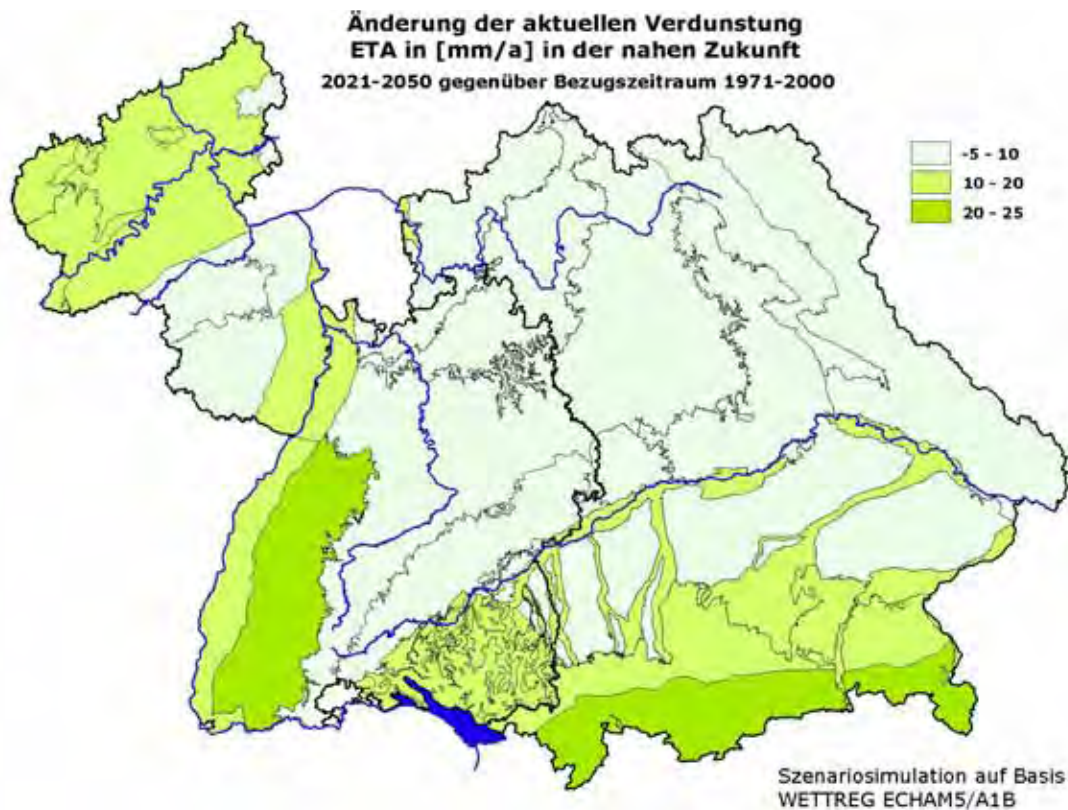 Änderung der aktuellen Verdunstung
ETA in [mm/a] in der nahen Zukunft
2021-2050 gegenüber Bezugszeitraum 1971-2000
-5 - 10
10 - 20
20 - 25
Szenariosimulation auf Basis
WETTREG ECHAM5/A1B